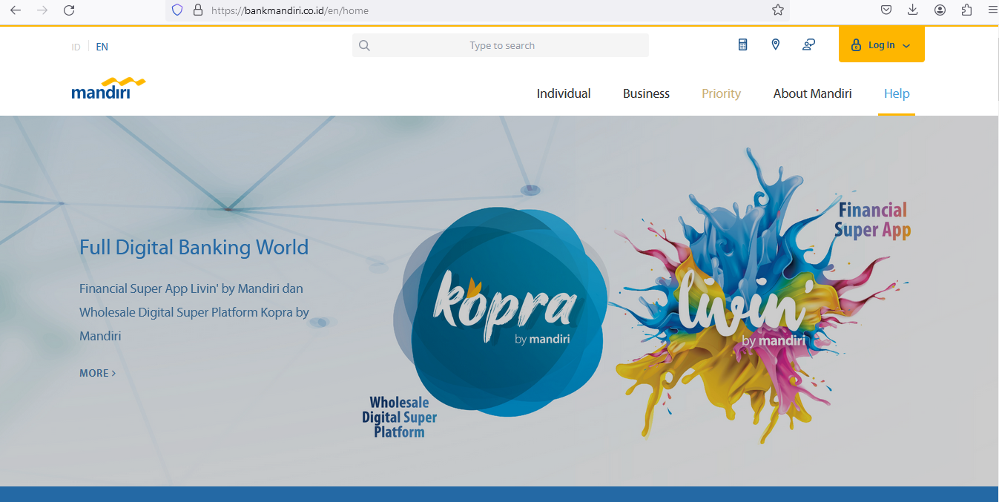 https://bankmandiri.co.id/en/home
ID EN
Type to search
Log In
mandiri
Individual Business Priority About Mandiri Help
Full Digital Banking World
Financial Super App Livin' by Mandiri dan
Wholesale Digital Super Platform Kopra by
Mandiri
MORE >
kopra
by mandiri
Wholesale
Digital Super
Platform
Financial
Super App
livin'
by mandiri